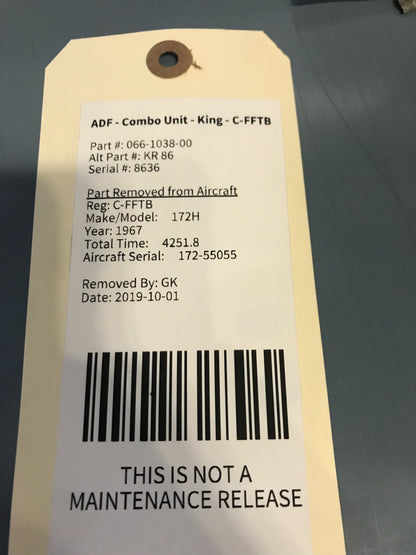 ADF - Combo Unit - King - C-FFTB
Part #: 066-1038-00
Alt Part #: KR 86
Serial #: 8636
Part Removed from Aircraft
Reg: C-FFTB
Make/Model: 172H
Year: 1967
Total Time: 4251.8
Aircraft Serial: 172-55055
Removed By: GK
Date: 2019-10-01
THIS IS NOT A
MAINTENANCE RELEASE